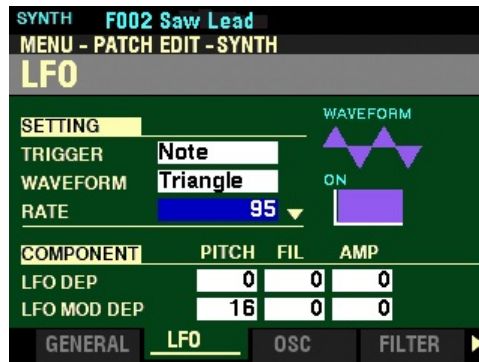 SYNTH F002 Saw Lead
MENU - PATCH EDIT - SYNTH
LFO
WAVEFORM
SETTING
TRIGGER Note
WAVEFORM Triangle ON
RATE 95
COMPONENT PITCH FIL AMP
LFO DEP 0 0 0
LFO MOD DEP 16 0 0
GENERAL LFO OSC FILTER